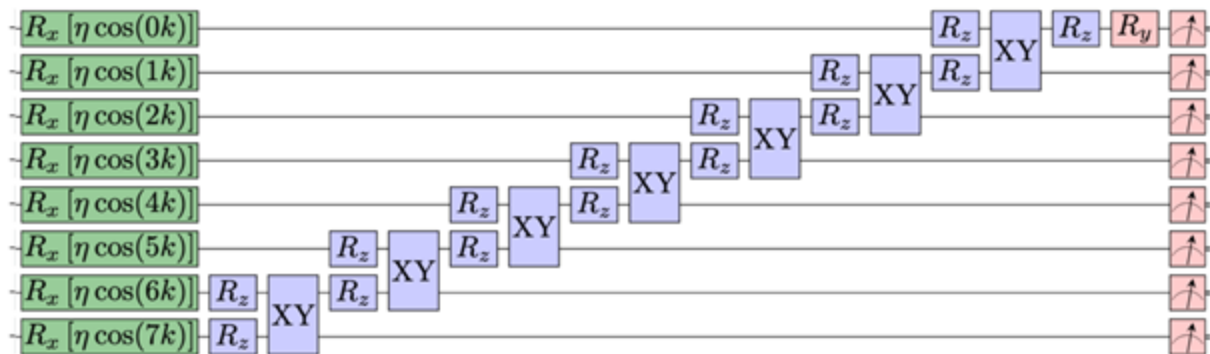 R_x [η cos(0k)] R_z XY R_z R_y
R_x [η cos(1k)] R_z XY R_z
R_x [η cos(2k)] R_z XY R_z
R_x [η cos(3k)] R_z XY R_z
R_x [η cos(4k)] R_z XY R_z
R_x [η cos(5k)] R_z XY R_z
R_x [η cos(6k)] R_z XY R_z
R_x [η cos(7k)] R_z